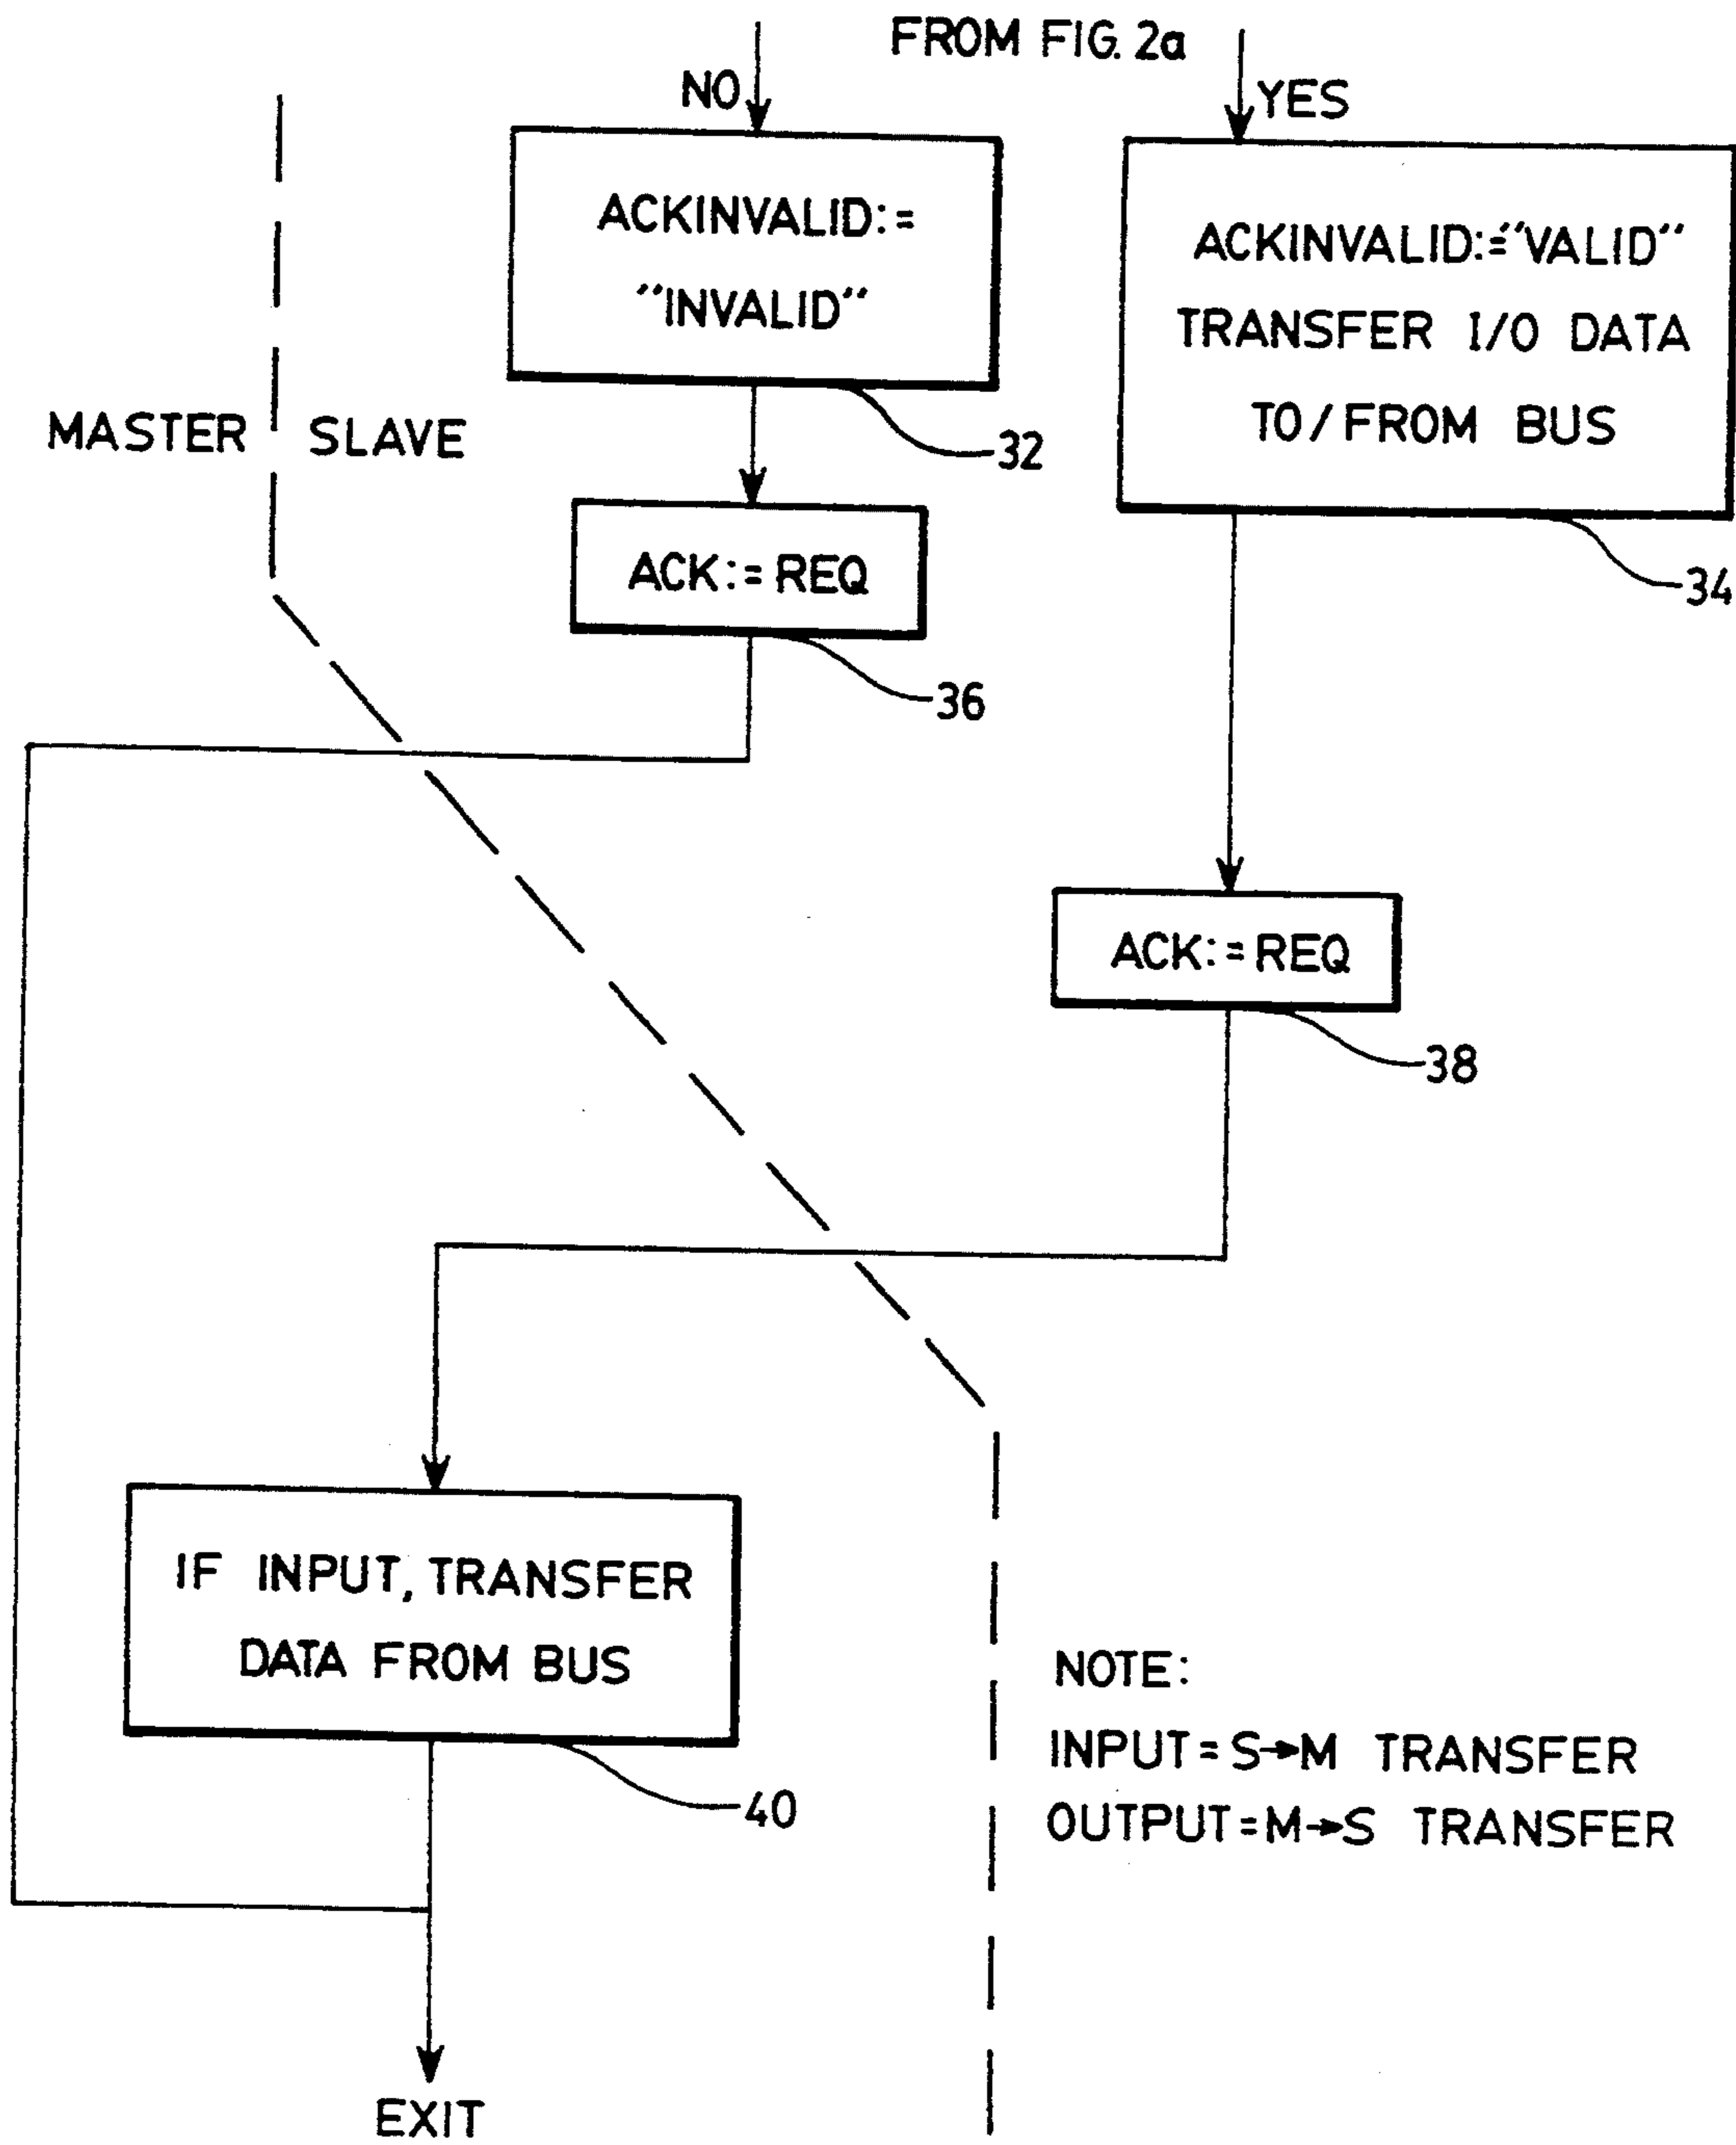 FROM FIG. 2a
NO
YES
ACKINVALID:=
"INVALID"
32
ACKINVALID:="VALID"
TRANSFER I/O DATA
TO/FROM BUS
34
MASTER
SLAVE
ACK:=REQ
36
ACK:=REQ
38
IF INPUT, TRANSFER
DATA FROM BUS
40
NOTE:
INPUT=S→M TRANSFER
OUTPUT=M→S TRANSFER
EXIT